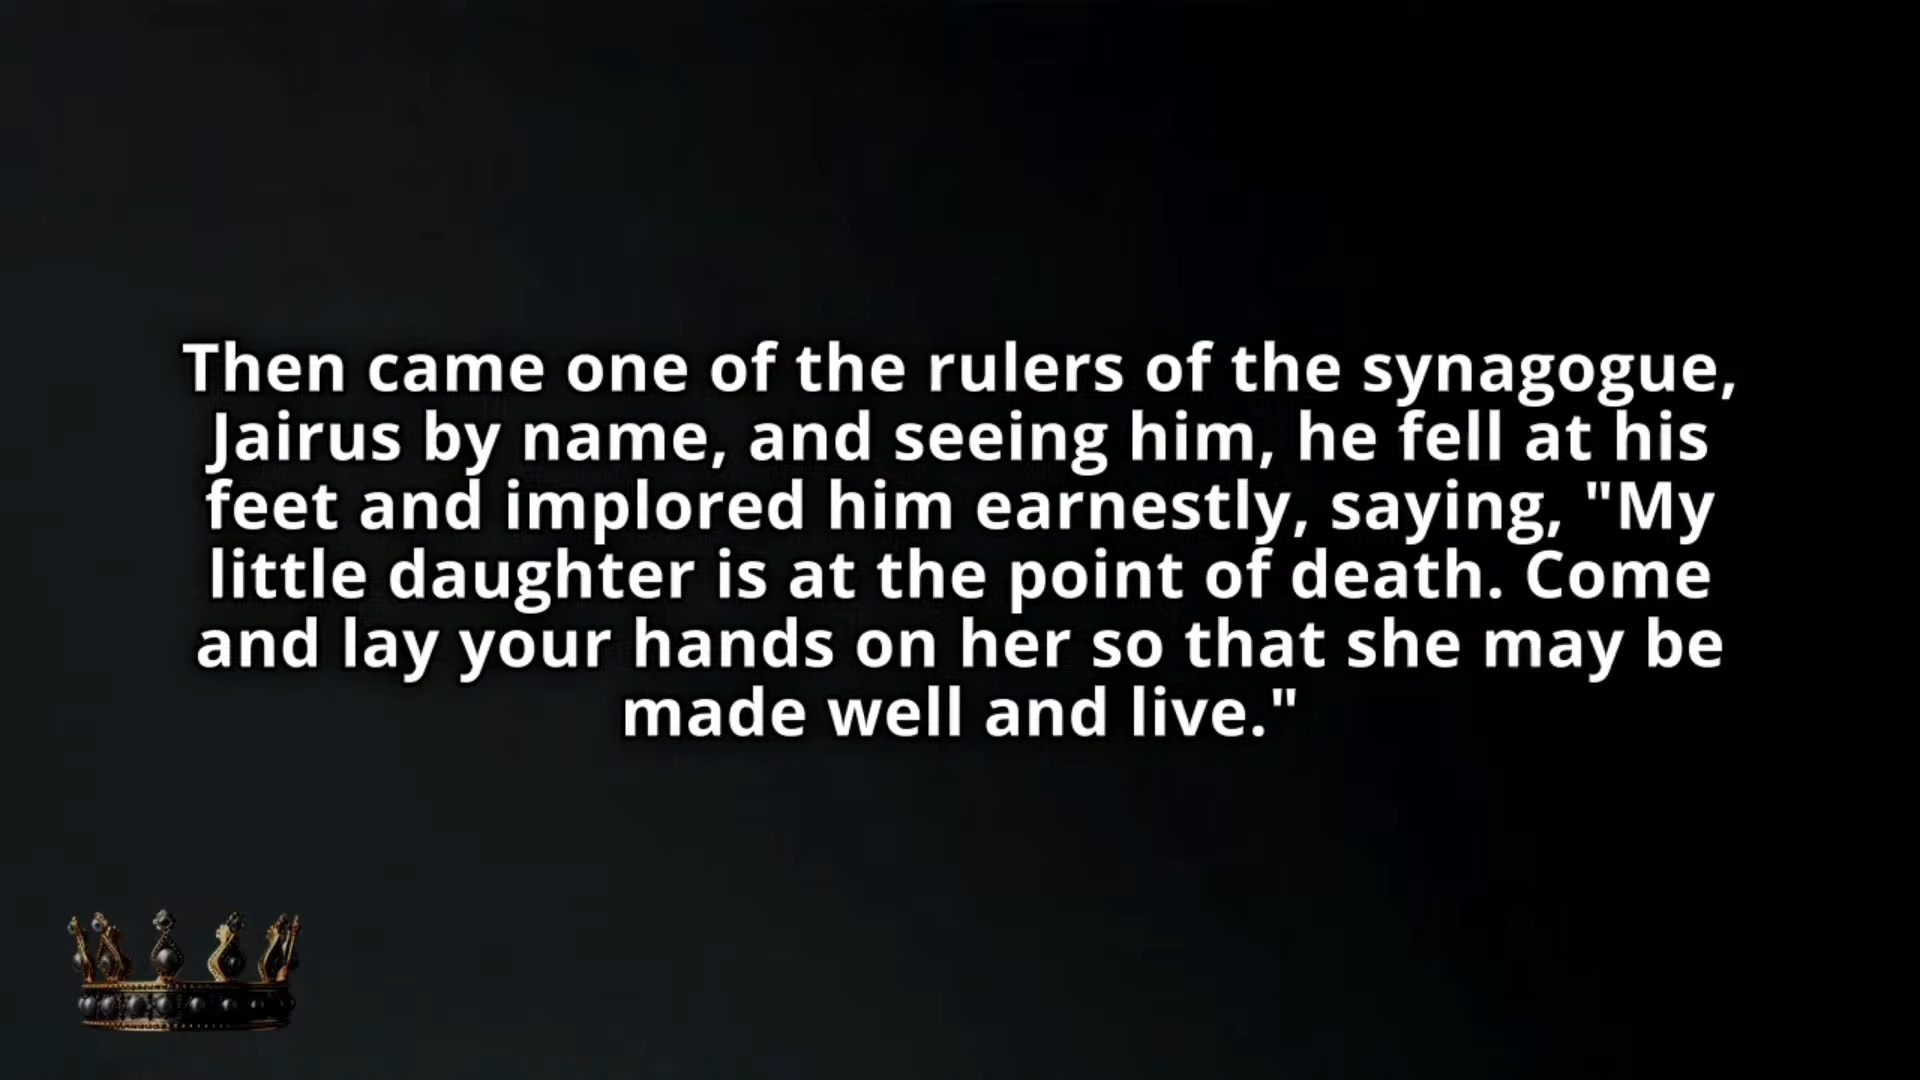 Then came one of the rulers of the synagogue,
Jairus by name, and seeing him, he fell at his
feet and implored him earnestly, saying, "My
little daughter is at the point of death. Come
and lay your hands on her so that she may be
made well and live."